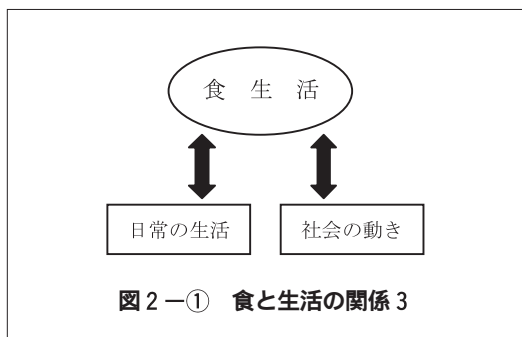 食 生 活
日常の生活
社会の動き
図2－① 食と生活の関係3